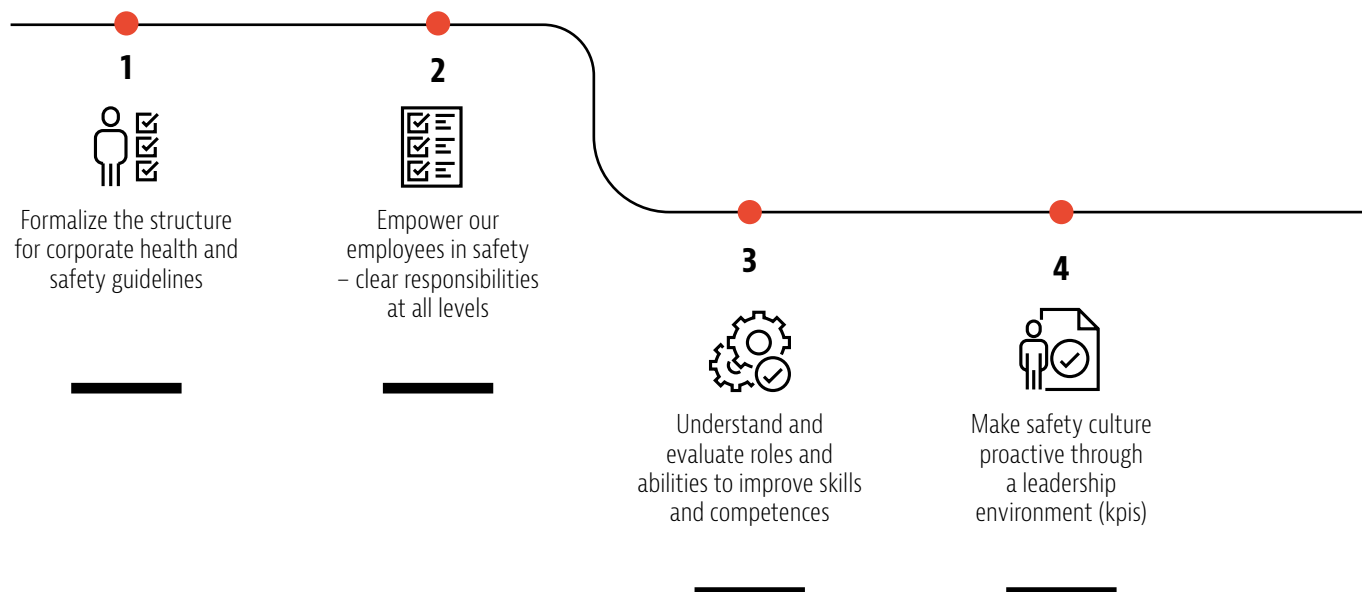 1
Formalize the structure
for corporate health and
safety guidelines
2
Empower our
employees in safety
– clear responsibilities
at all levels
3
Understand and
evaluate roles and
abilities to improve skills
and competences
4
Make safety culture
proactive through
a leadership
environment (kpis)